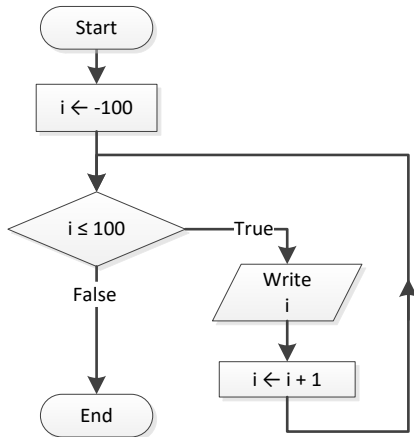 Start
i ← -100
i ≤ 100
True
False
Write
i
i ← i + 1
End